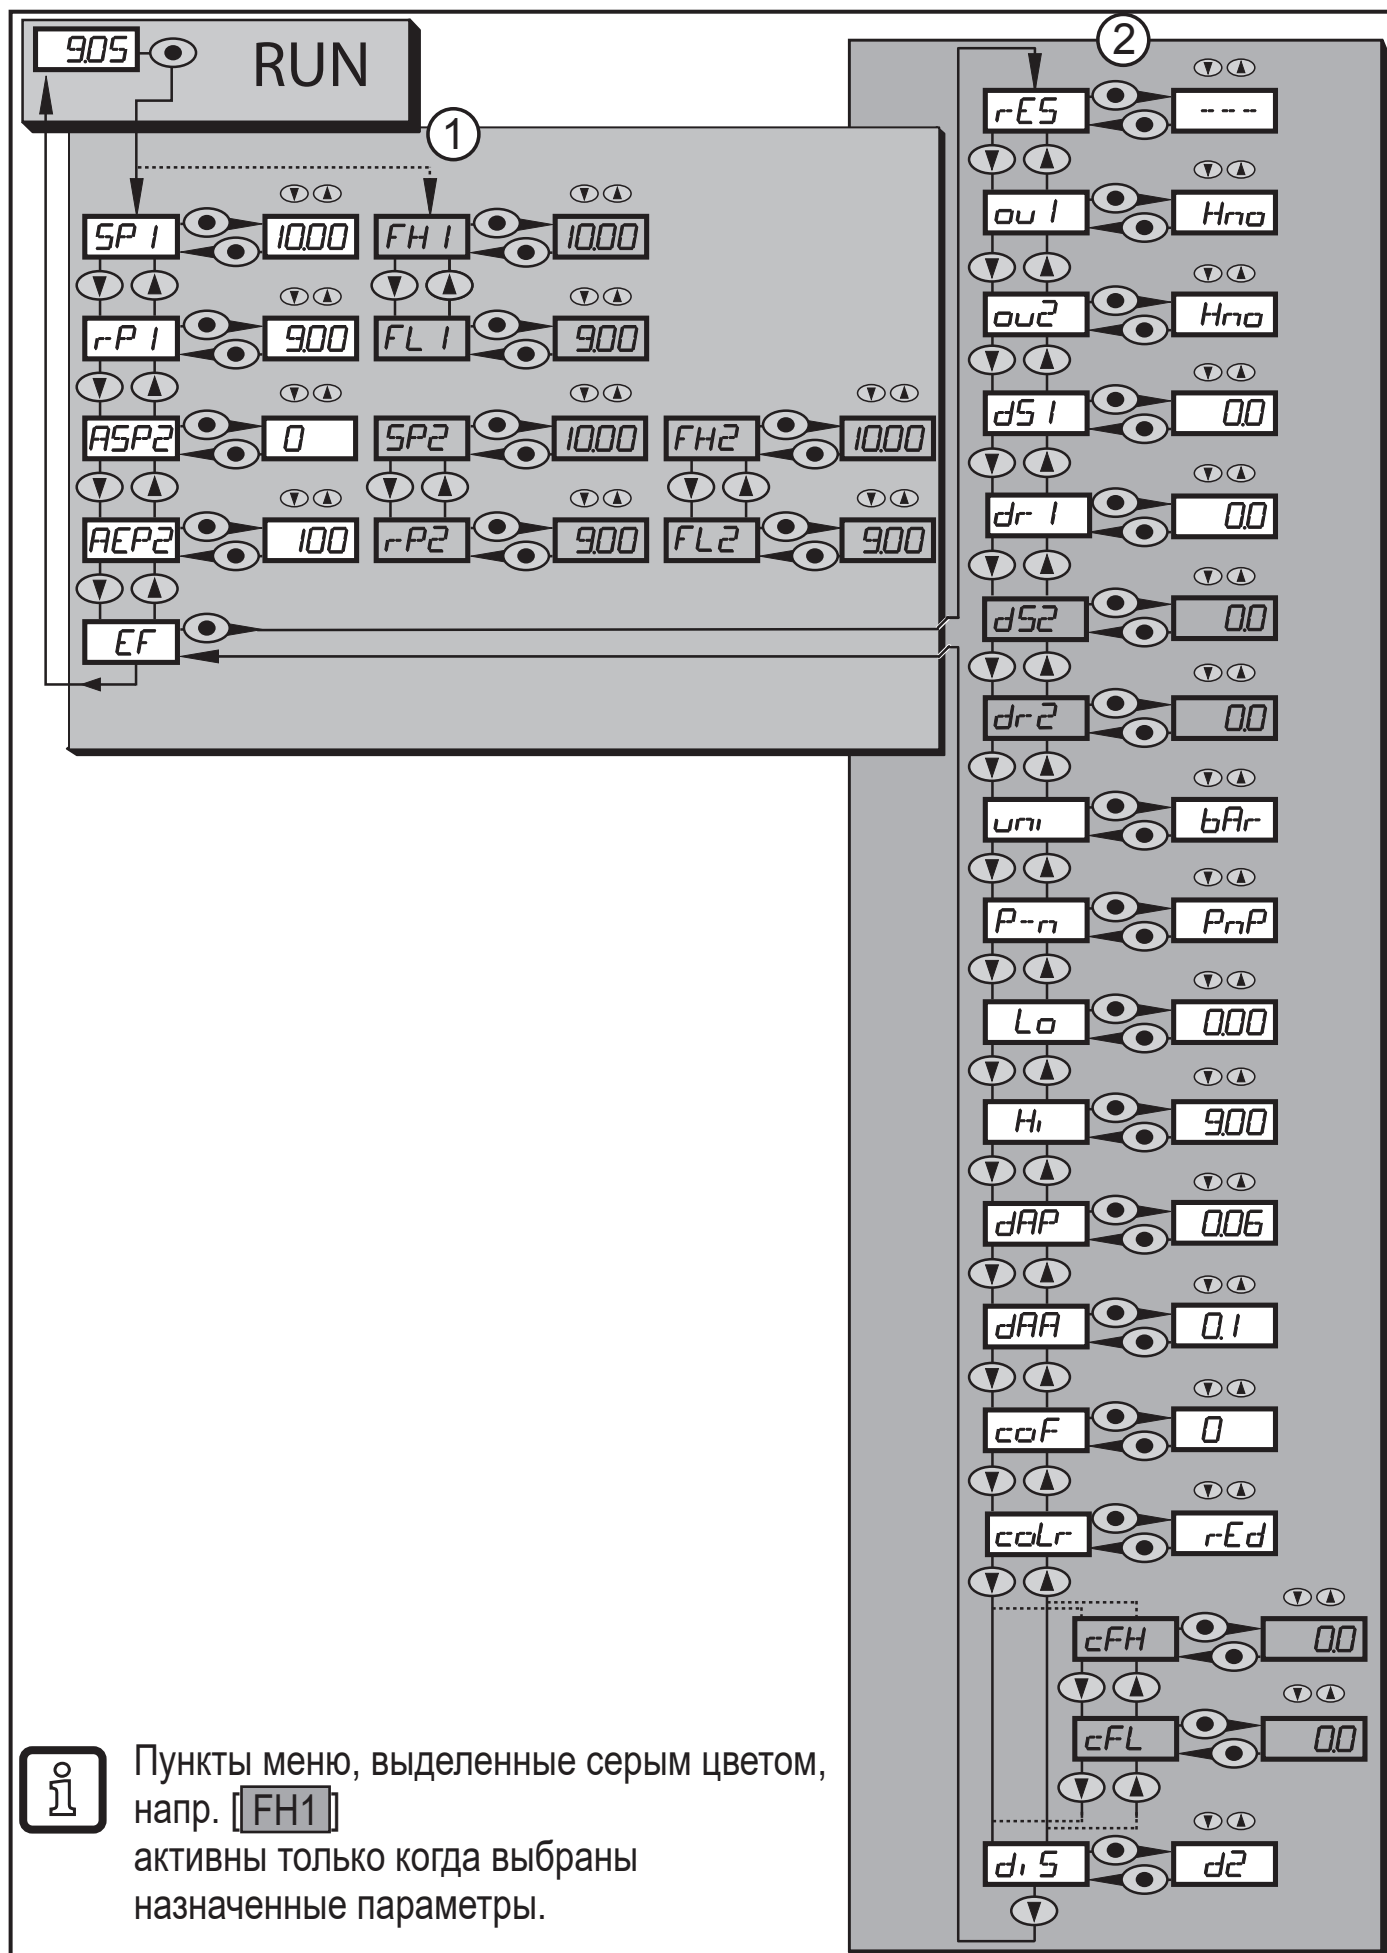 9.05
RUN
1
SP1 10.00 FH1 10.00
rP1 9.00 FL1 9.00
ASP2 0 SP2 10.00 FH2 10.00
AEP2 100 rP2 9.00 FL2 9.00
EF
2
rES ---
ou1 Hno
ou2 Hno
dS1 0.0
dr1 0.0
dS2 0.0
dr2 0.0
uni bAr
P-n PnP
Lo 0.00
Hi 9.00
dAP 0.06
dAA 0.1
coF 0
coLr rEd
cFH 0.0
cFL 0.0
diS d2
Пункты меню, выделенные серым цветом,
напр. [FH1]
активны только когда выбраны
назначенные параметры.